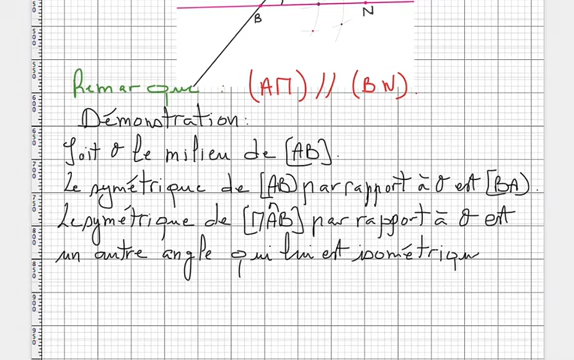 B
N
Remarque : (AM) // (BN).
Démonstration:
Soit O le milieu de [AB].
Le symétrique de [AB) par rapport à O est [BA).
Le symétrique de [MÂB] par rapport à O est
un autre angle qui lui est isométriqu